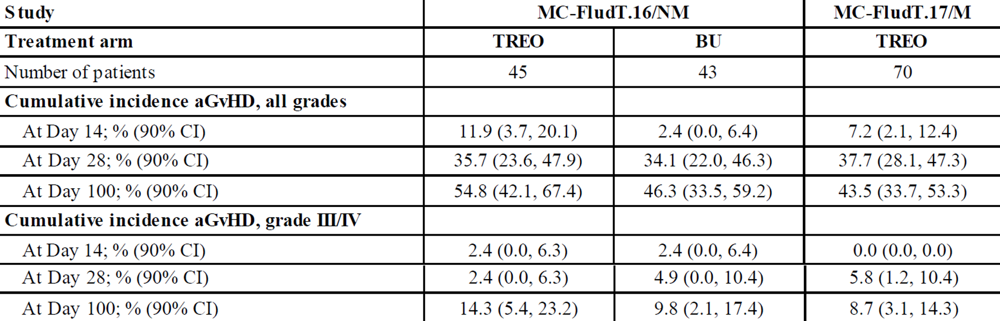 Study MC-FludT.16/NM MC-FludT.17/M
Treatment arm TREO BU TREO
Number of patients 45 43 70
Cumulative incidence aGvHD, all grades
At Day 14; % (90% CI) 11.9 (3.7, 20.1) 2.4 (0.0, 6.4) 7.2 (2.1, 12.4)
At Day 28; % (90% CI) 35.7 (23.6, 47.9) 34.1 (22.0, 46.3) 37.7 (28.1, 47.3)
At Day 100; % (90% CI) 54.8 (42.1, 67.4) 46.3 (33.5, 59.2) 43.5 (33.7, 53.3)
Cumulative incidence aGvHD, grade III/IV
At Day 14; % (90% CI) 2.4 (0.0, 6.3) 2.4 (0.0, 6.4) 0.0 (0.0, 0.0)
At Day 28; % (90% CI) 2.4 (0.0, 6.3) 4.9 (0.0, 10.4) 5.8 (1.2, 10.4)
At Day 100; % (90% CI) 14.3 (5.4, 23.2) 9.8 (2.1, 17.4) 8.7 (3.1, 14.3)